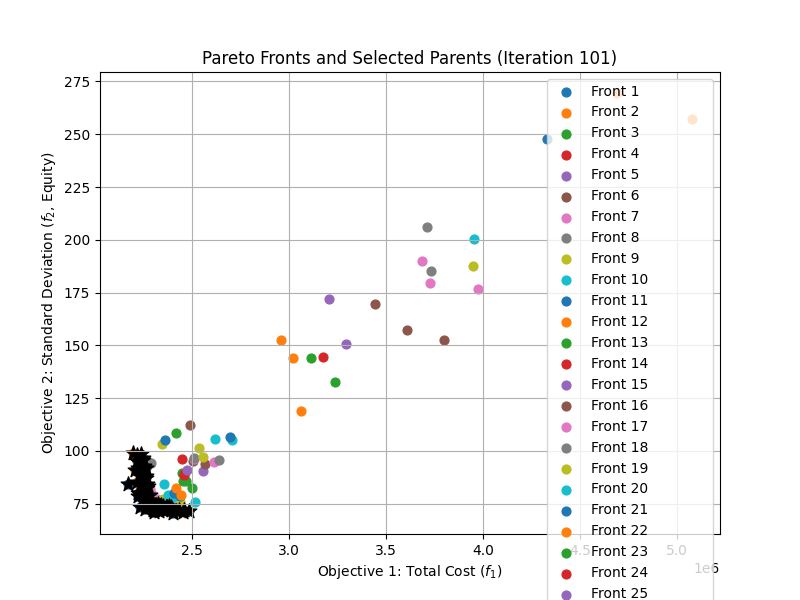 Pareto Fronts and Selected Parents (Iteration 101)
275
250
225
200
175
150
125
100
75
Objective 2: Standard Deviation (f₂, Equity)
2.5 3.0 3.5 4.0 4.5 5.0
1e6
Objective 1: Total Cost (f₁)
Front 1
Front 2
Front 3
Front 4
Front 5
Front 6
Front 7
Front 8
Front 9
Front 10
Front 11
Front 12
Front 13
Front 14
Front 15
Front 16
Front 17
Front 18
Front 19
Front 20
Front 21
Front 22
Front 23
Front 24
Front 25